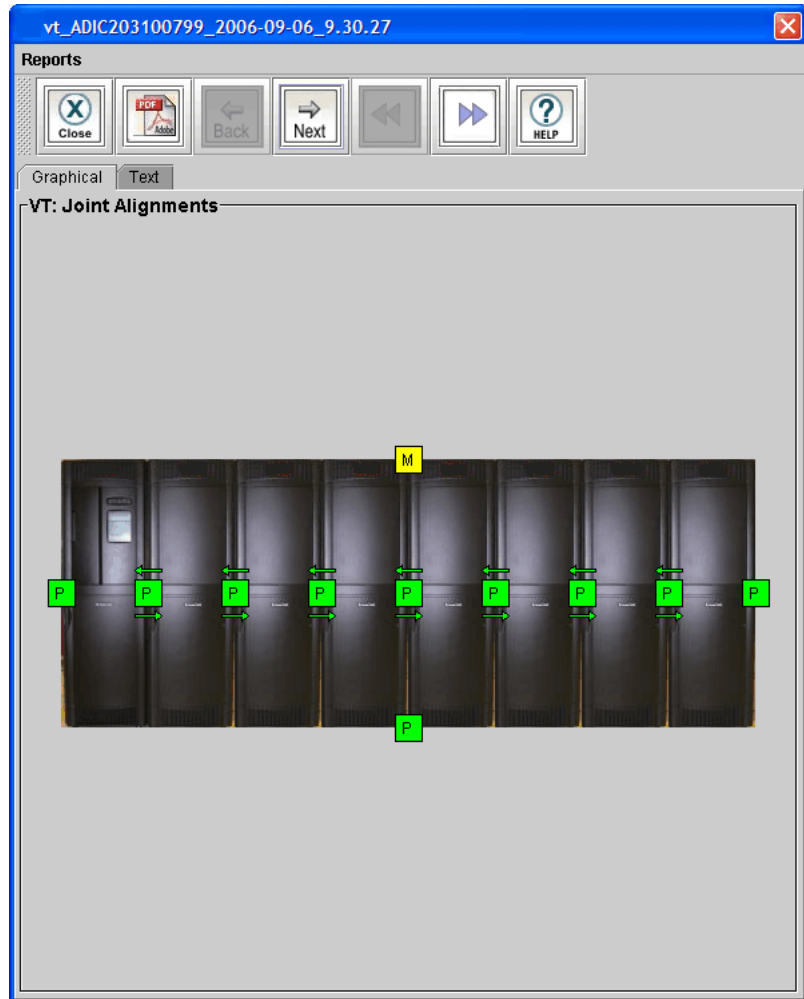 vt_ADIC203100799_2006-09-06_9.30.27
Reports
X
Close
PDF
Adobe
Back
Next
?
HELP
Graphical
Text
VT: Joint Alignments
M
P P P P P P P P P
P